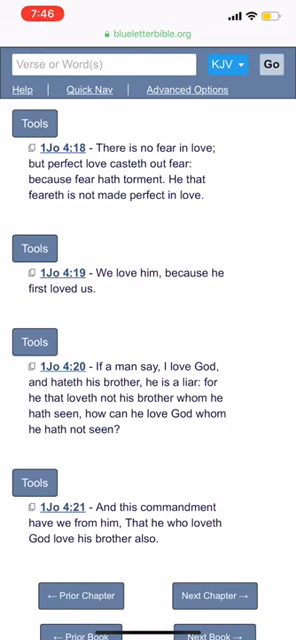 7:46
blueletterbible.org
Verse or Word(s)
KJV
Go
Help | Quick Nav | Advanced Options
Tools
1Jo 4:18 - There is no fear in love;
but perfect love casteth out fear:
because fear hath torment. He that
feareth is not made perfect in love.
Tools
1Jo 4:19 - We love him, because he
first loved us.
Tools
1Jo 4:20 - If a man say, I love God,
and hateth his brother, he is a liar: for
he that loveth not his brother whom he
hath seen, how can he love God whom
he hath not seen?
Tools
1Jo 4:21 - And this commandment
have we from him, That he who loveth
God love his brother also.
← Prior Chapter
Next Chapter →
← Prior Book
Next Book →